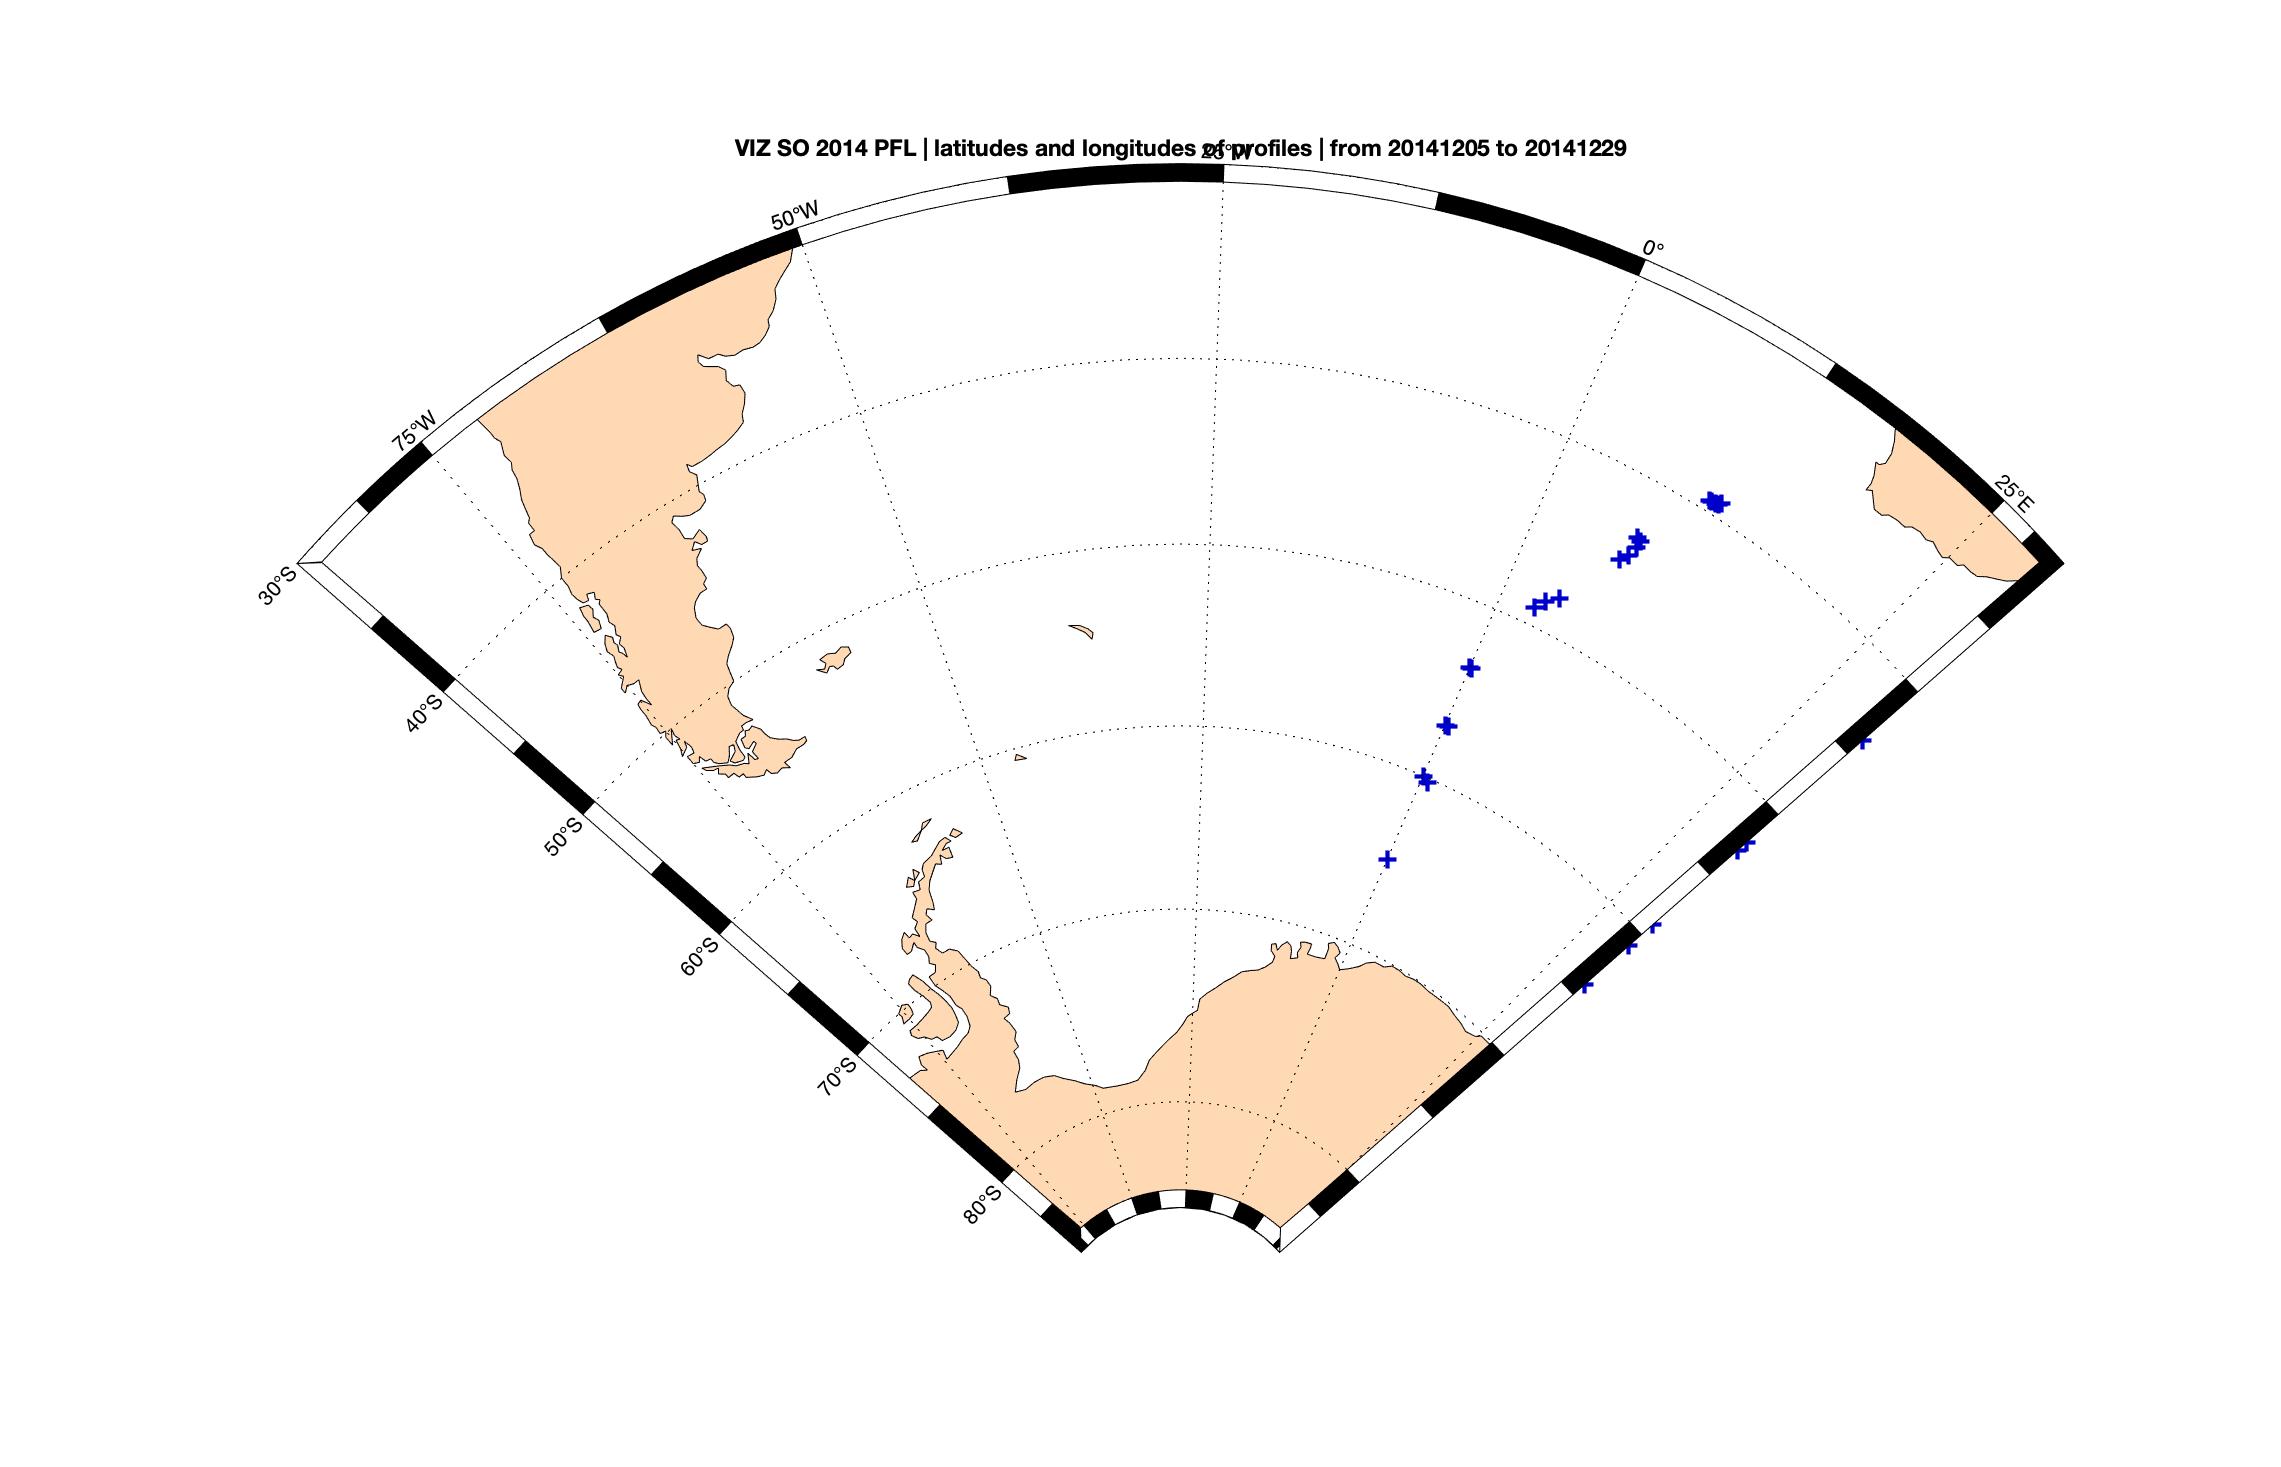 VIZ SO 2014 PFL | latitudes and longitudes of profiles | from 20141205 to 20141229
25°W
50°W
0°
75°W
25°E
30°S
40°S
50°S
60°S
70°S
80°S